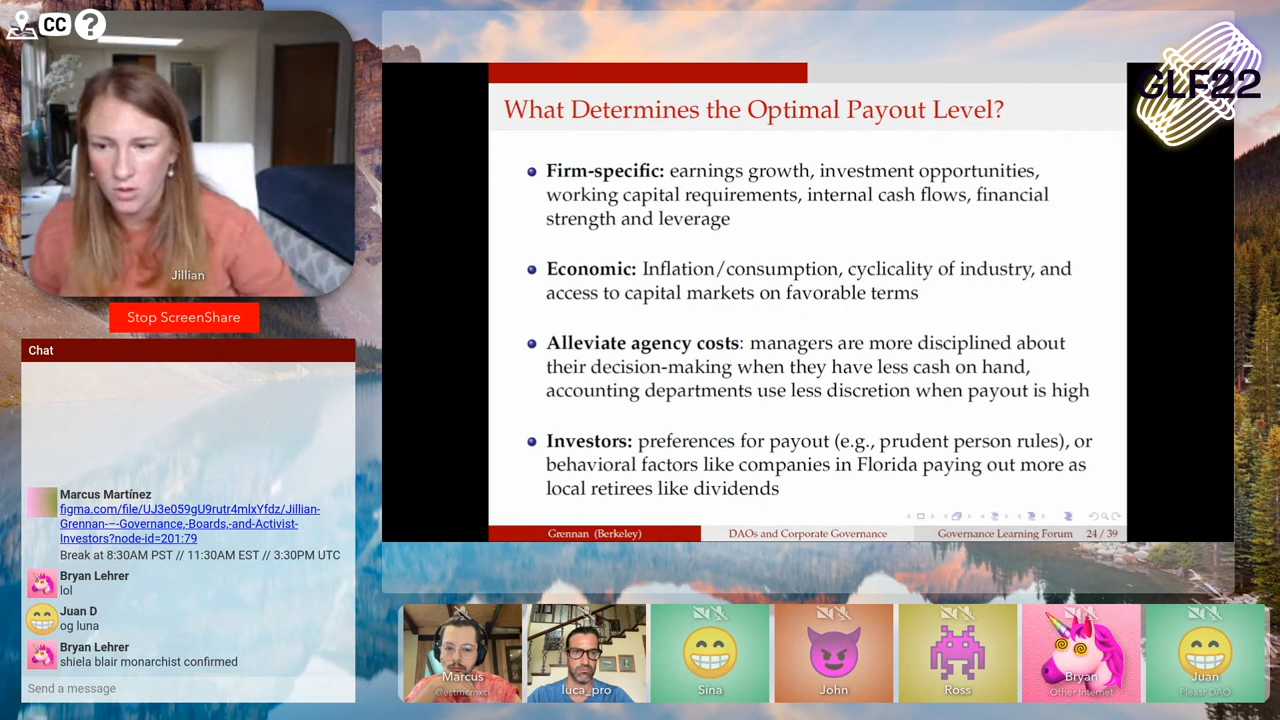 CC
?
GLF22
Jillian
Stop ScreenShare
Chat
Marcus Martínez
figma.com/file/UJ3e059gU9rutr4mlxYfdz/Jillian-
Grennan-–-Governance,-Boards,-and-Activist-
Investors?node-id=201:79
Break at 8:30AM PST // 11:30AM EST // 3:30PM UTC
Bryan Lehrer
lol
Juan D
og luna
Bryan Lehrer
shiela blair monarchist confirmed
Send a message
What Determines the Optimal Payout Level?
Firm-specific: earnings growth, investment opportunities,
working capital requirements, internal cash flows, financial
strength and leverage
Economic: Inflation/consumption, cyclicality of industry, and
access to capital markets on favorable terms
Alleviate agency costs: managers are more disciplined about
their decision-making when they have less cash on hand,
accounting departments use less discretion when payout is high
Investors: preferences for payout (e.g., prudent person rules), or
behavioral factors like companies in Florida paying out more as
local retirees like dividends
Grennan (Berkeley) DAOs and Corporate Governance Governance Learning Forum 24 / 39
Marcus
@estmcmxci
luca_pro
Sina
John
Ross
Bryan
Other Internet
Juan
PleasrDAO